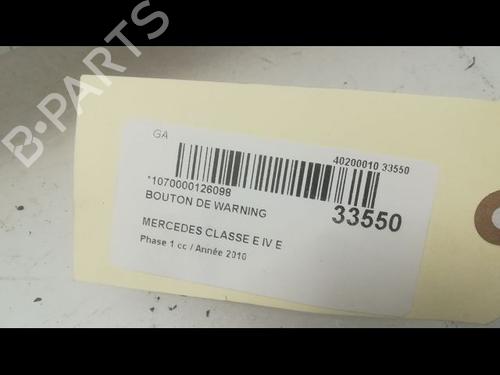 B-PARTS
GA
40200010 33550
*1070000126098
BOUTON DE WARNING
33550
MERCEDES CLASSE E IV E
Phase 1 cc / Année 2010